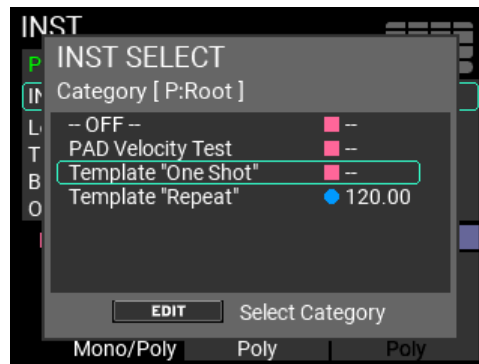 INST
INST SELECT
P
Category [ P:Root ]
IN
-- OFF -- --
PAD Velocity Test --
Template "One Shot" --
Template "Repeat" 120.00
L
T
B
O
EDIT Select Category
Mono/Poly Poly Poly